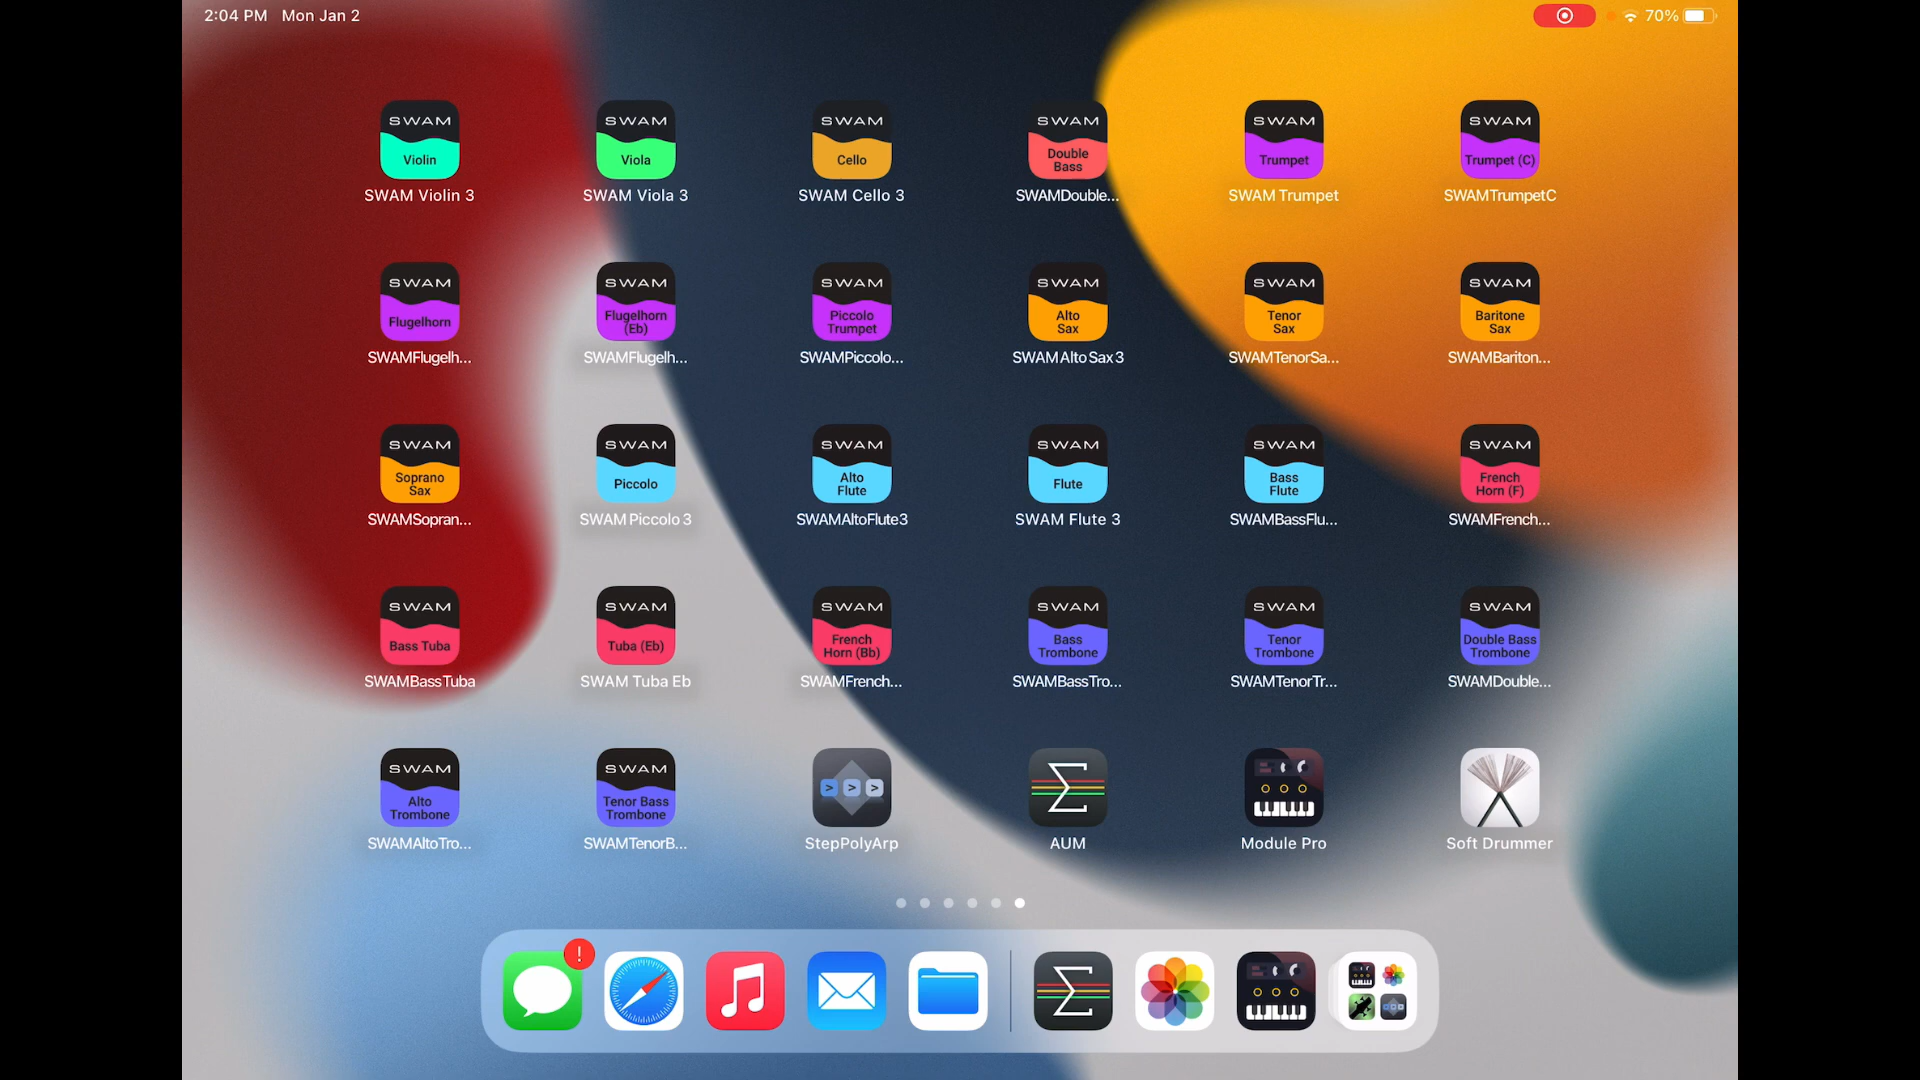 2:04 PM Mon Jan 2
70%
SWAM SWAM SWAM SWAM SWAM SWAM
Violin Viola Cello Double Bass Trumpet Trumpet (C)
SWAM Violin 3 SWAM Viola 3 SWAM Cello 3 SWAMDouble... SWAM Trumpet SWAMTrumpetC
SWAM SWAM SWAM SWAM SWAM SWAM
Flugelhorn Flugelhorn (Eb) Piccolo Trumpet Alto Sax Tenor Sax Baritone Sax
SWAMFlugelh... SWAMFlugelh... SWAMPiccolo... SWAM Alto Sax 3 SWAMTenorSa... SWAMBariton...
SWAM SWAM SWAM SWAM SWAM SWAM
Soprano Sax Piccolo Alto Flute Flute Bass Flute French Horn (F)
SWAMSopran... SWAM Piccolo 3 SWAMAltoFlute3 SWAM Flute 3 SWAMBassFlu... SWAMFrench...
SWAM SWAM SWAM SWAM SWAM SWAM
Bass Tuba Tuba (Eb) French Horn (Bb) Bass Trombone Tenor Trombone Double Bass Trombone
SWAMBassTuba SWAM Tuba Eb SWAMFrench... SWAMBassTro... SWAMTenorTr... SWAMDouble...
SWAM SWAM
Alto Trombone Tenor Bass Trombone
SWAMAltoTro... SWAMTenorB... StepPolyArp AUM Module Pro Soft Drummer